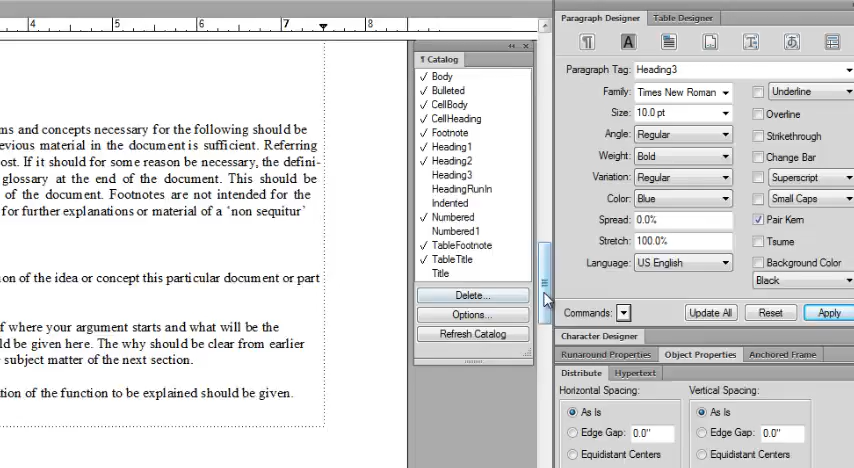 4 5 6 7 8
ms and concepts necessary for the following should be
evious material in the document is sufficient. Referring
ost. If it should for some reason be necessary, the defini-
glossary at the end of the document. This should be
of the document. Footnotes are not intended for the
for further explanations or material of a 'non sequitur'
ion of the idea or concept this particular document or part
f where your argument starts and what will be the
ld be given here. The why should be clear from earlier
subject matter of the next section.
tion of the function to be explained should be given.
¶ Catalog
✓ Body
✓ Bulleted
✓ CellBody
✓ CellHeading
✓ Footnote
✓ Heading1
✓ Heading2
Heading3
HeadingRunIn
Indented
✓ Numbered
Numbered1
✓ TableFootnote
✓ TableTitle
Title
Delete...
Options...
Refresh Catalog
Paragraph Designer Table Designer
Paragraph Tag: Heading3
Family: Times New Roman Underline
Size: 10.0 pt Overline
Angle: Regular Strikethrough
Weight: Bold Change Bar
Variation: Regular Superscript
Color: Blue Small Caps
Spread: 0.0% Pair Kern
Stretch: 100.0% Tsume
Language: US English Background Color
Black
Commands: Update All Reset Apply
Character Designer
Runaround Properties Object Properties Anchored Frame
Distribute Hypertext
Horizontal Spacing: Vertical Spacing:
As Is As Is
Edge Gap: 0.0" Edge Gap: 0.0"
Equidistant Centers Equidistant Centers